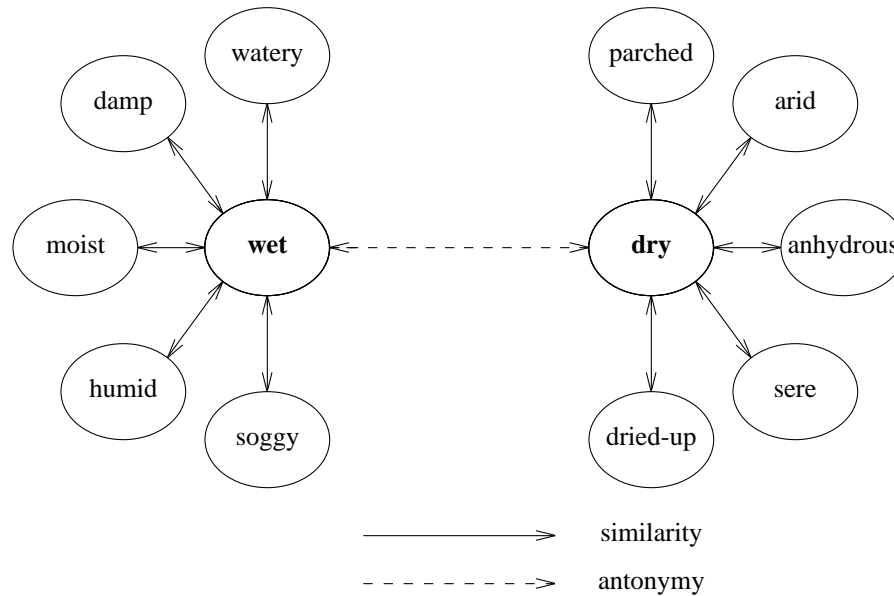 watery
parched
damp
arid
moist
wet
dry
anhydrous
humid
sere
soggy
dried-up
similarity
antonymy